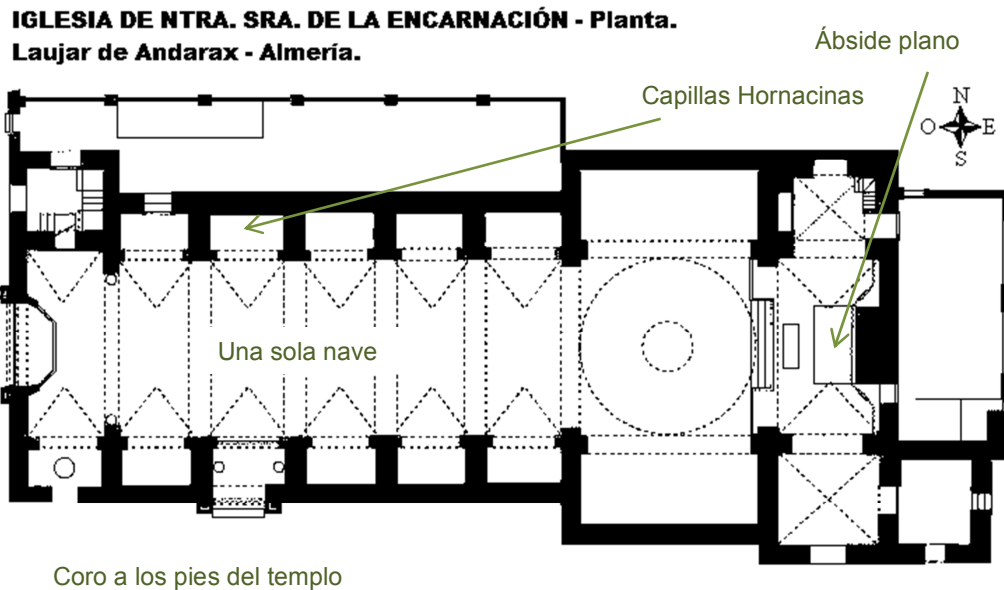 IGLESIA DE NTRA. SRA. DE LA ENCARNACIÓN - Planta.
Laujar de Andarax - Almería.
Ábside plano
Capillas Hornacinas
N
O
E
S
Una sola nave
Coro a los pies del templo